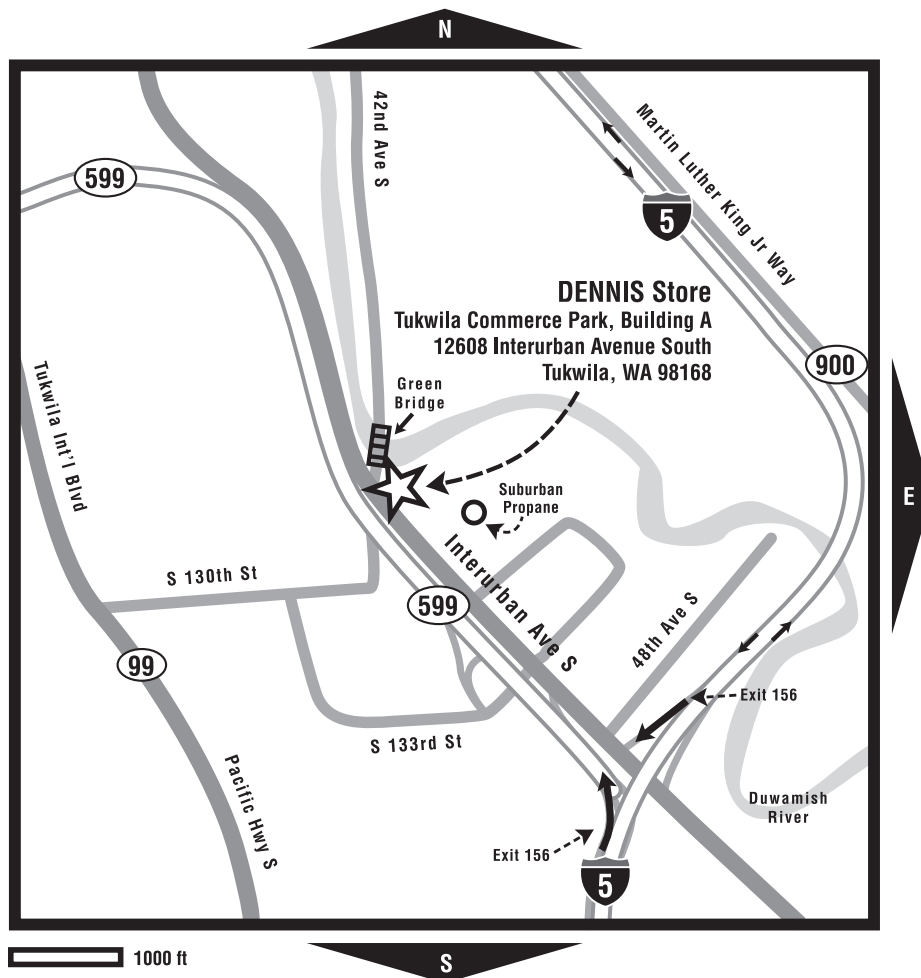 N
42nd Ave S
Martin Luther King Jr Way
599
5
DENNIS Store
Tukwila Commerce Park, Building A
12608 Interurban Avenue South
Tukwila, WA 98168
900
Green
Bridge
Tukwila Int'l Blvd
E
Suburban
Propane
Interurban Ave S
S 130th St
599
48th Ave S
99
Exit 156
S 133rd St
Pacific Hwy S
Duwamish
River
Exit 156
5
1000 ft
S